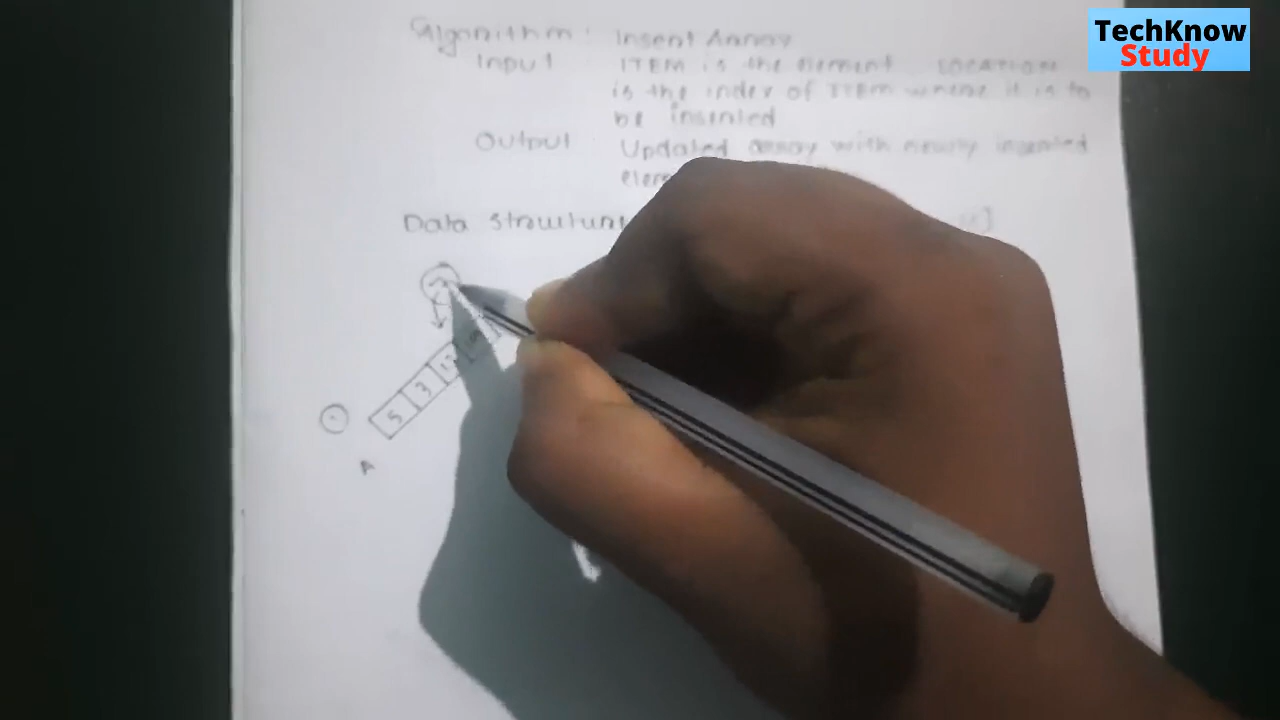 TechKnow
Study
Algorithm: Insert Array
Input ITEM is the element LOCATION
is the index of ITEM where it is to
be inserted
Output Updated array with newly inserted
Data Structure
5 3
1
A